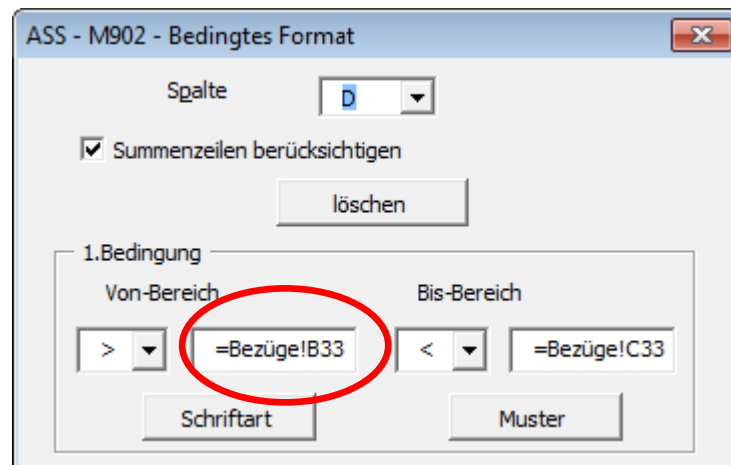 ASS - M902 - Bedingtes Format
Spalte D
Summenzeilen berücksichtigen
löschen
1.Bedingung
Von-Bereich Bis-Bereich
> =Bezüge!B33 < =Bezüge!C33
Schriftart Muster